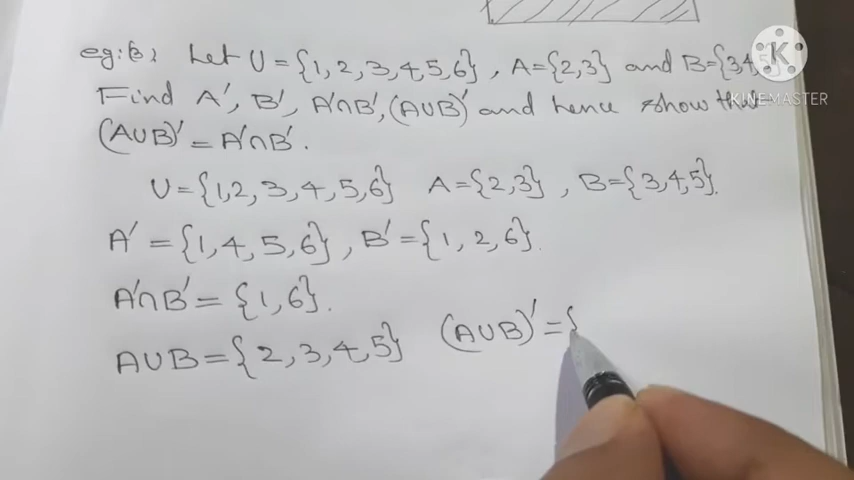 eg:6, Let U = {1,2,3,4,5,6}, A={2,3} and B={3,4,5}
Find A', B', A'∩B', (A∪B)' and hence show that
(A∪B)' = A'∩B'.
U={1,2,3,4,5,6} A={2,3}, B={3,4,5}.
A' = {1,4,5,6}, B'={1,2,6}.
A'∩B' = {1,6}.
A∪B={2,3,4,5} (A∪B)'={
K
KINEMASTER